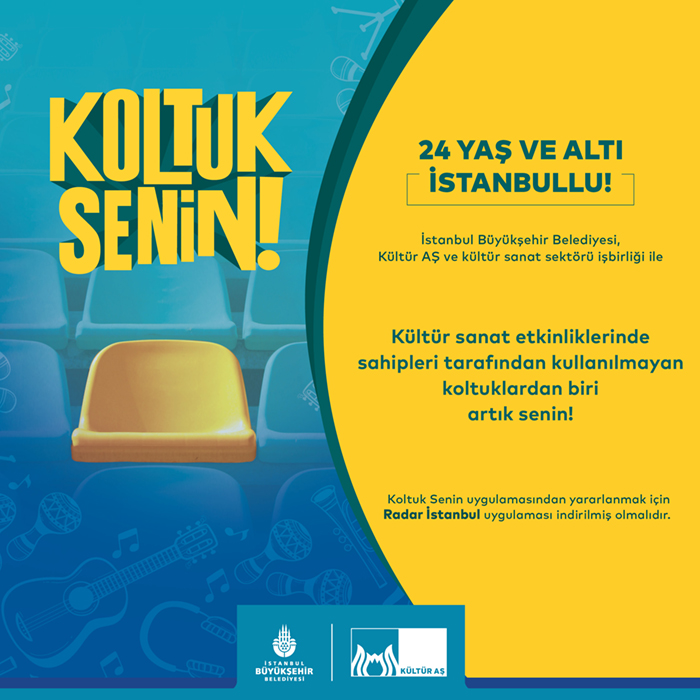 KOLTUK
SENİN!
24 YAŞ VE ALTI
İSTANBULLU!
İstanbul Büyükşehir Belediyesi,
Kültür AŞ ve kültür sanat sektörü işbirliği ile
Kültür sanat etkinliklerinde
sahipleri tarafından kullanılmayan
koltuklardan biri
artık senin!
Koltuk Senin uygulamasından yararlanmak için
Radar İstanbul uygulaması indirilmiş olmalıdır.
İSTANBUL
BÜYÜKŞEHİR
BELEDİYESİ
KÜLTÜR AŞ